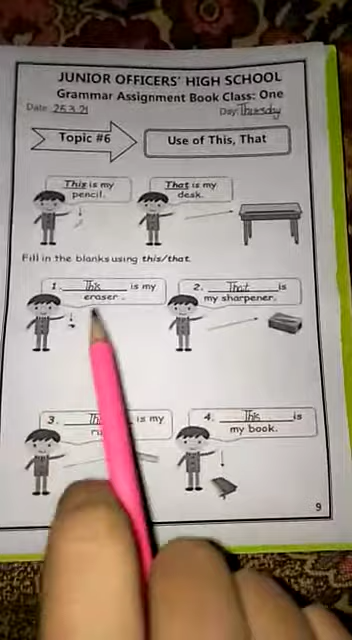 JUNIOR OFFICERS' HIGH SCHOOL
Grammar Assignment Book Class: One
Date: 25.3.21 Day: Thursday
Topic #6
Use of This, That
This is my
pencil.
That is my
desk.
Fill in the blanks using this/that.
1. This is my
eraser.
2. That is
my sharpener.
3. is my
4. This is
my book.
9